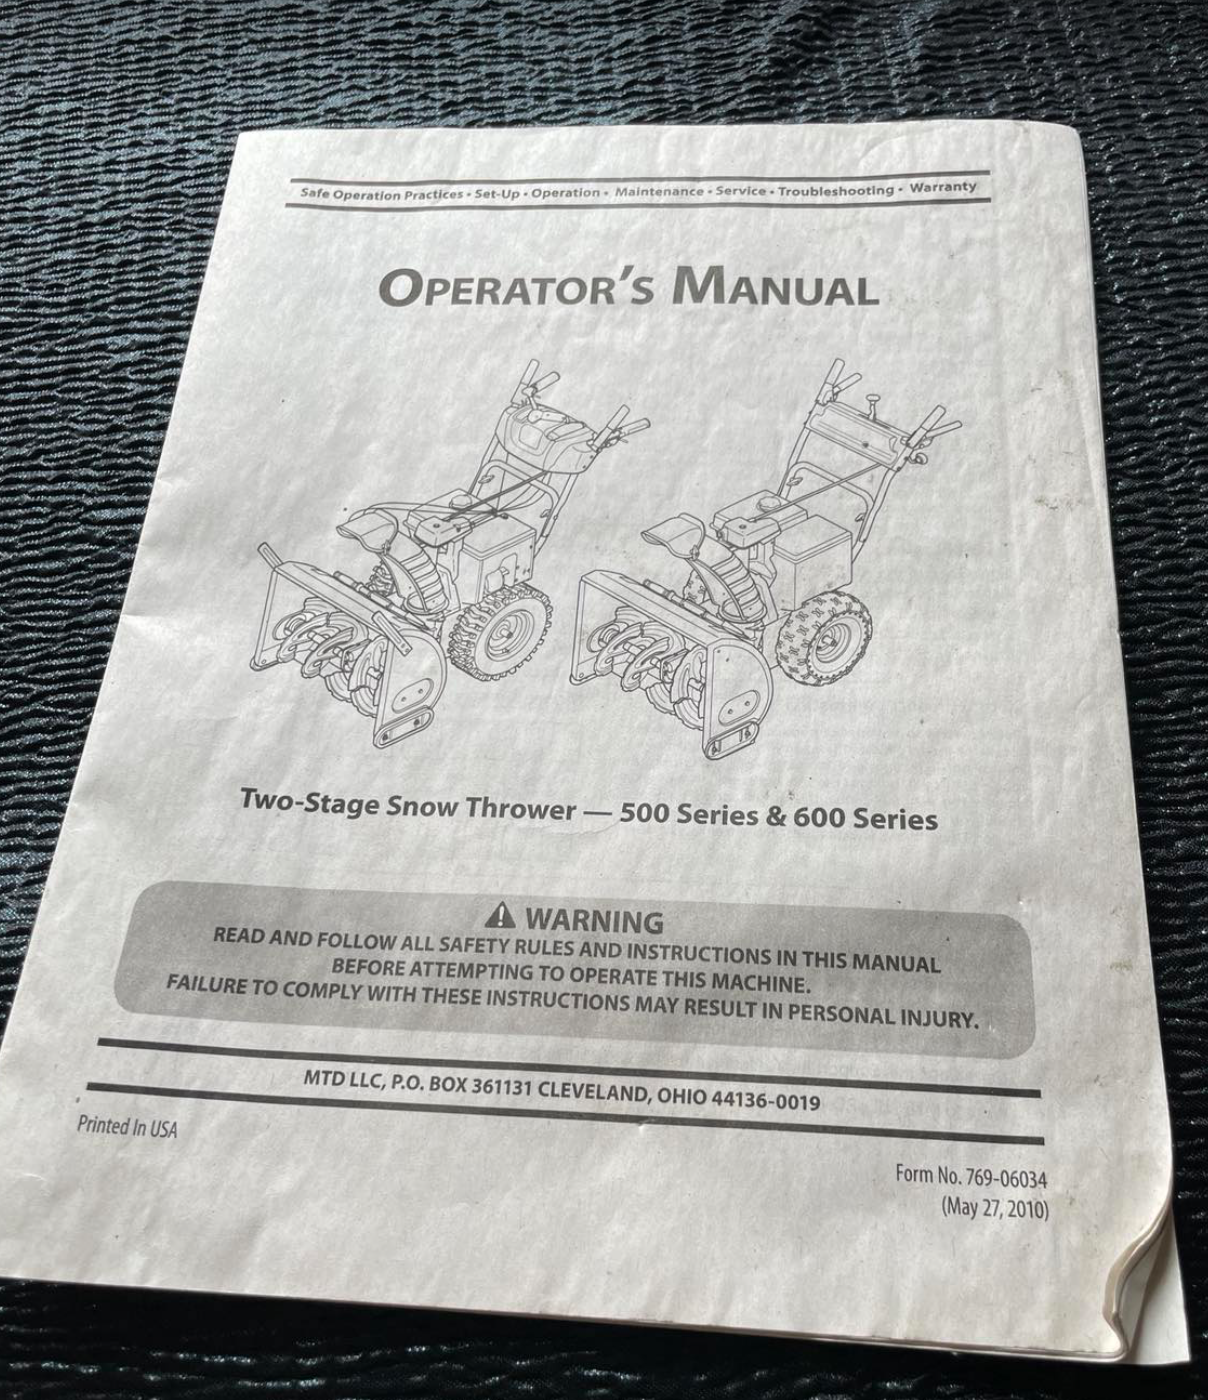 Safe Operation Practices • Set-Up • Operation • Maintenance • Service • Troubleshooting • Warranty
OPERATOR'S MANUAL
Two-Stage Snow Thrower — 500 Series & 600 Series
WARNING
READ AND FOLLOW ALL SAFETY RULES AND INSTRUCTIONS IN THIS MANUAL
BEFORE ATTEMPTING TO OPERATE THIS MACHINE.
FAILURE TO COMPLY WITH THESE INSTRUCTIONS MAY RESULT IN PERSONAL INJURY.
MTD LLC, P.O. BOX 361131 CLEVELAND, OHIO 44136-0019
Printed In USA
Form No. 769-06034
(May 27, 2010)